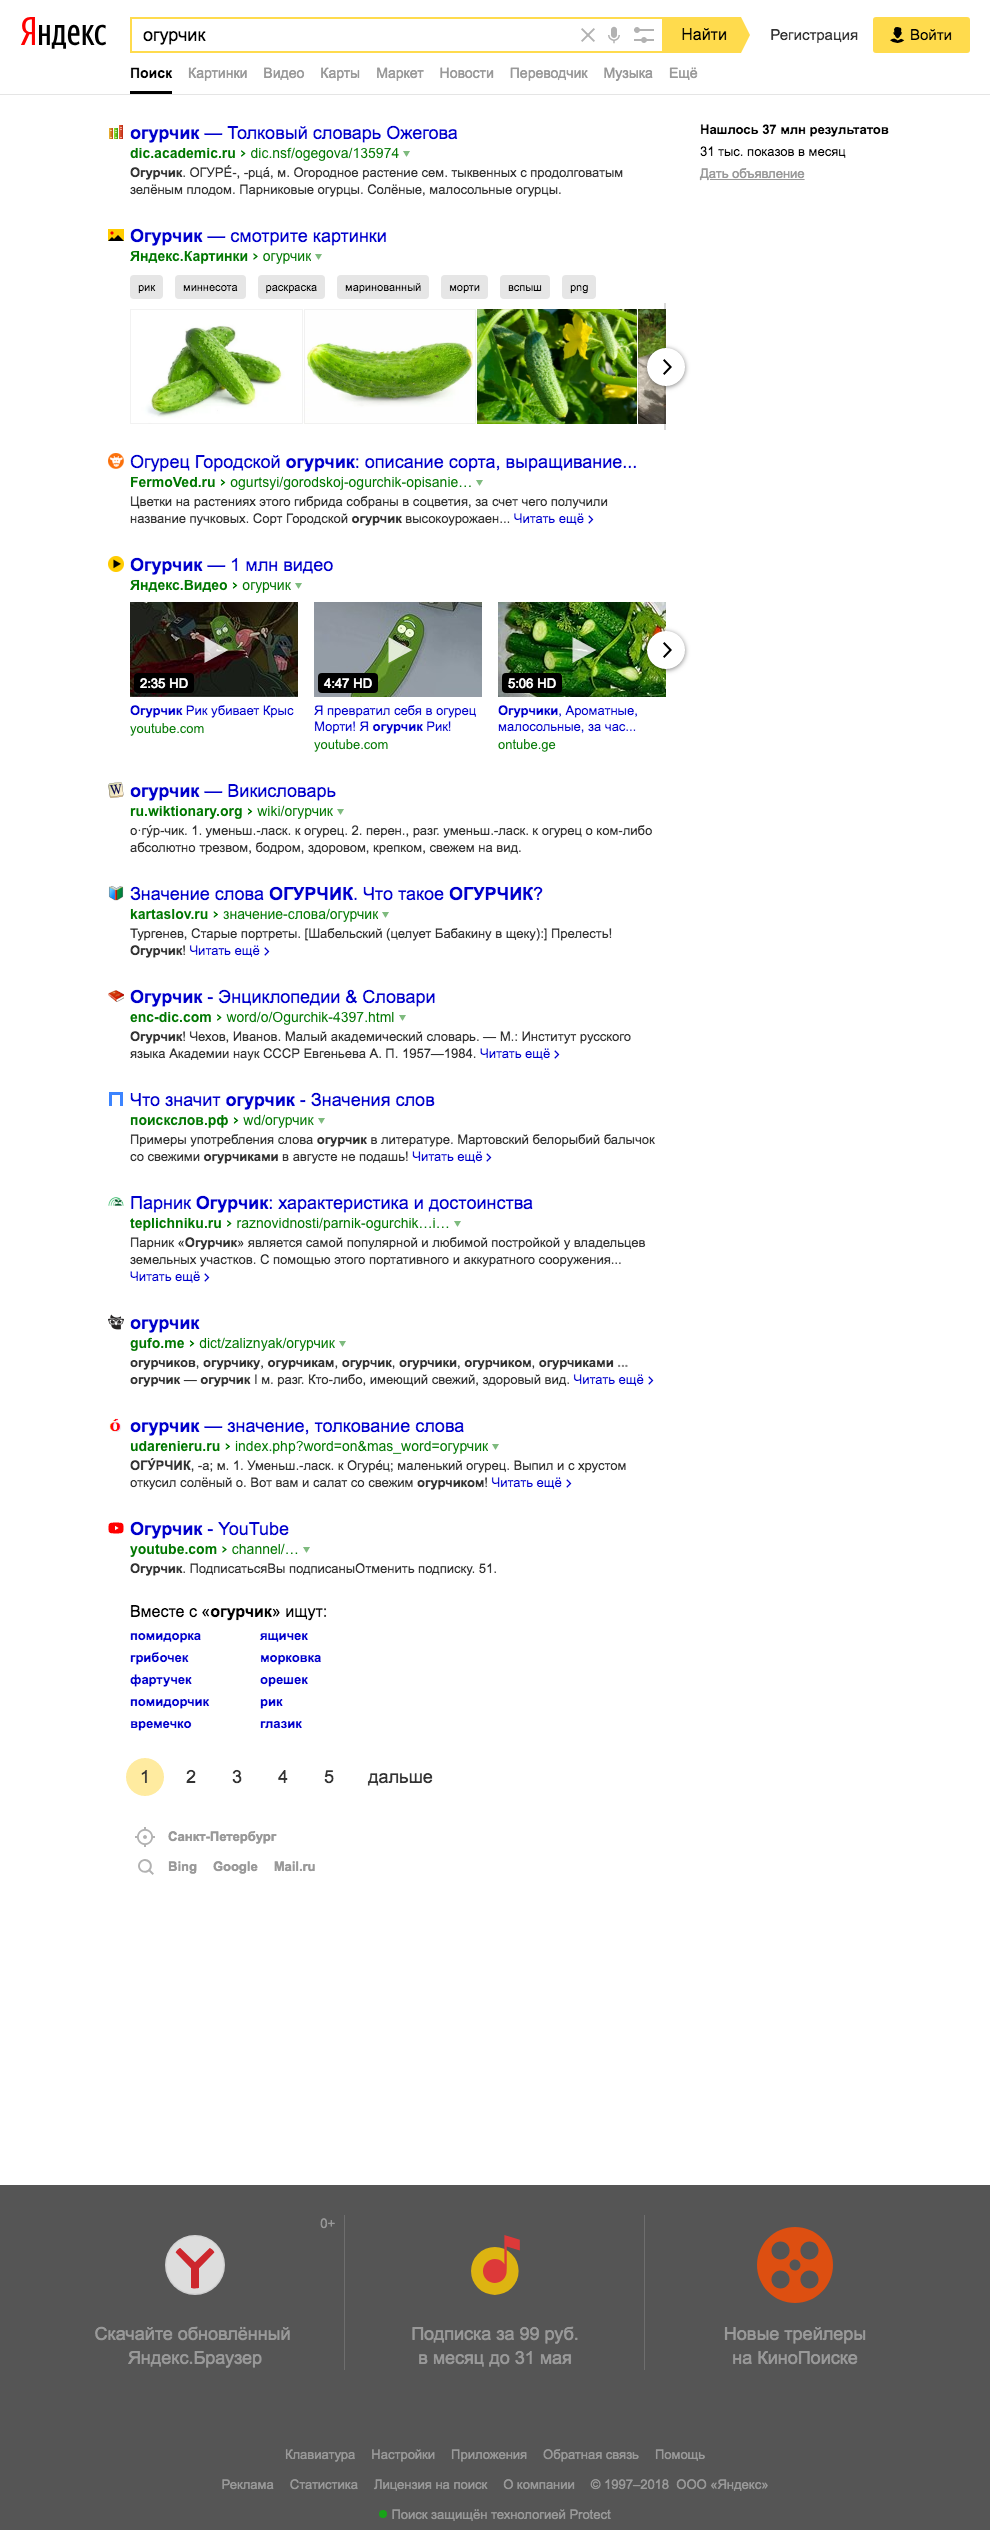 Яндекс
огурчик
Найти
Регистрация
Войти
Поиск Картинки Видео Карты Маркет Новости Переводчик Музыка Ещё
огурчик — Толковый словарь Ожегова
dic.academic.ru › dic.nsf/ogegova/135974
Огурчик. ОГУРЕ́-, -рца́, м. Огородное растение сем. тыквенных с продолговатым
зелёным плодом. Парниковые огурцы. Солёные, малосольные огурцы.
Нашлось 37 млн результатов
31 тыс. показов в месяц
Дать объявление
Огурчик — смотрите картинки
Яндекс.Картинки › огурчик
рик миннесота раскраска маринованный морти вспыш png
Огурец Городской огурчик: описание сорта, выращивание...
FermoVed.ru › ogurtsyi/gorodskoj-ogurchik-opisanie…
Цветки на растениях этого гибрида собраны в соцветия, за счет чего получили
название пучковых. Сорт Городской огурчик высокоурожаен... Читать ещё ›
Огурчик — 1 млн видео
Яндекс.Видео › огурчик
2:35 HD 4:47 HD 5:06 HD
Огурчик Рик убивает Крыс
youtube.com
Я превратил себя в огурец
Морти! Я огурчик Рик!
youtube.com
Огурчики, Ароматные,
малосольные, за час...
ontube.ge
огурчик — Викисловарь
ru.wiktionary.org › wiki/огурчик
о·гу́р-чик. 1. уменьш.-ласк. к огурец. 2. перен., разг. уменьш.-ласк. к огурец о ком-либо
абсолютно трезвом, бодром, здоровом, крепком, свежем на вид.
Значение слова ОГУРЧИК. Что такое ОГУРЧИК?
kartaslov.ru › значение-слова/огурчик
Тургенев, Старые портреты. [Шабельский (целует Бабакину в щеку):] Прелесть!
Огурчик! Читать ещё ›
Огурчик - Энциклопедии & Словари
enc-dic.com › word/o/Ogurchik-4397.html
Огурчик! Чехов, Иванов. Малый академический словарь. — М.: Институт русского
языка Академии наук СССР Евгеньева А. П. 1957—1984. Читать ещё ›
Что значит огурчик - Значения слов
поискслов.рф › wd/огурчик
Примеры употребления слова огурчик в литературе. Мартовский белорыбий балычок
со свежими огурчиками в августе не подашь! Читать ещё ›
Парник Огурчик: характеристика и достоинства
teplichniku.ru › raznovidnosti/parnik-ogurchik…i…
Парник «Огурчик» является самой популярной и любимой постройкой у владельцев
земельных участков. С помощью этого портативного и аккуратного сооружения...
Читать ещё ›
огурчик
gufo.me › dict/zaliznyak/огурчик
огурчиков, огурчику, огурчикам, огурчик, огурчики, огурчиком, огурчиками ...
огурчик — огурчик I м. разг. Кто-либо, имеющий свежий, здоровый вид. Читать ещё ›
огурчик — значение, толкование слова
udarenieru.ru › index.php?word=on&mas_word=огурчик
ОГУ́РЧИК, -а; м. 1. Уменьш.-ласк. к Огуре́ц; маленький огурец. Выпил и с хрустом
откусил солёный о. Вот вам и салат со свежим огурчиком! Читать ещё ›
Огурчик - YouTube
youtube.com › channel/…
Огурчик. ПодписатьсяВы подписаныОтменить подписку. 51.
Вместе с «огурчик» ищут:
помидорка ящичек
грибочек морковка
фартучек орешек
помидорчик рик
времечко глазик
1 2 3 4 5 дальше
Санкт-Петербург
Bing Google Mail.ru
0+
Скачайте обновлённый
Яндекс.Браузер
Подписка за 99 руб.
в месяц до 31 мая
Новые трейлеры
на КиноПоиске
Клавиатура Настройки Приложения Обратная связь Помощь
Реклама Статистика Лицензия на поиск О компании © 1997–2018 ООО «Яндекс»
Поиск защищён технологией Protect